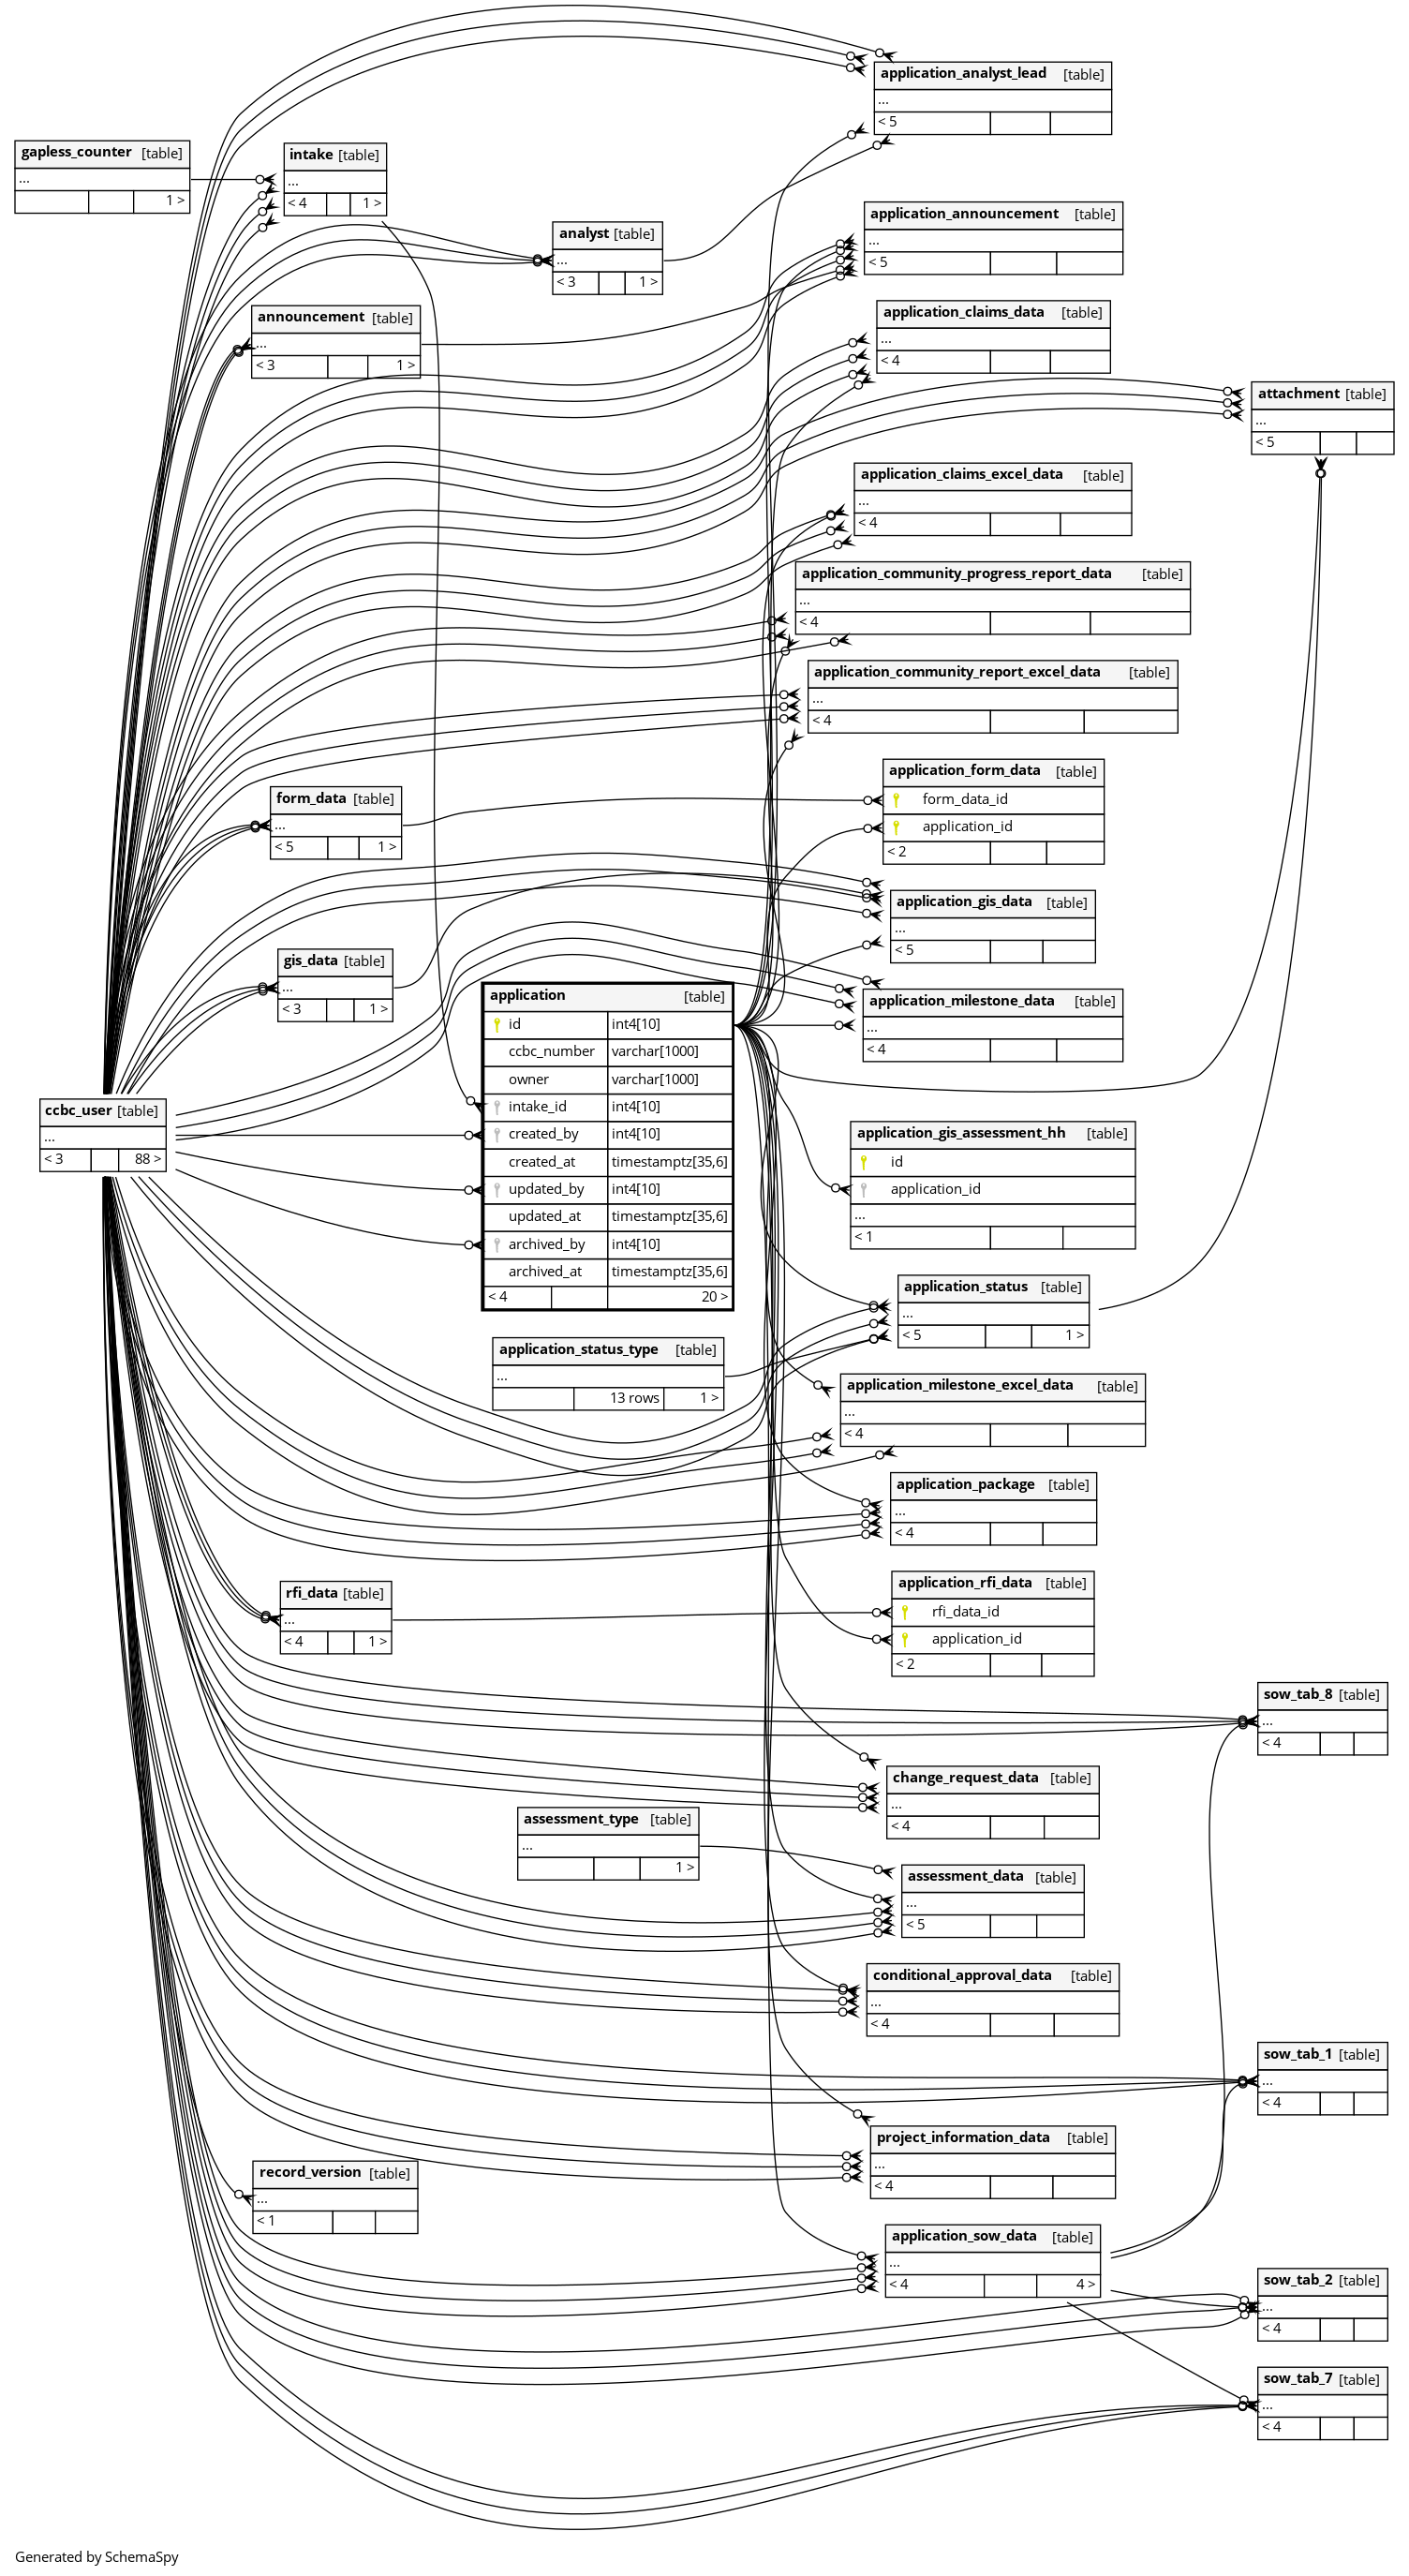 application_analyst_lead [table]
...
< 5
gapless_counter [table]
...
1 >
intake [table]
...
< 4 1 >
analyst [table]
...
< 3 1 >
application_announcement [table]
...
< 5
announcement [table]
...
< 3 1 >
application_claims_data [table]
...
< 4
attachment [table]
...
< 5
application_claims_excel_data [table]
...
< 4
application_community_progress_report_data [table]
...
< 4
application_community_report_excel_data [table]
...
< 4
form_data [table]
...
< 5 1 >
application_form_data [table]
form_data_id
application_id
< 2
application_gis_data [table]
...
< 5
gis_data [table]
...
< 3 1 >
application [table]
id int4[10]
ccbc_number varchar[1000]
owner varchar[1000]
intake_id int4[10]
created_by int4[10]
created_at timestamptz[35,6]
updated_by int4[10]
updated_at timestamptz[35,6]
archived_by int4[10]
archived_at timestamptz[35,6]
< 4 20 >
application_milestone_data [table]
...
< 4
ccbc_user [table]
...
< 3 88 >
application_gis_assessment_hh [table]
id
application_id
...
< 1
application_status [table]
...
< 5 1 >
application_status_type [table]
...
13 rows 1 >
application_milestone_excel_data [table]
...
< 4
application_package [table]
...
< 4
rfi_data [table]
...
< 4 1 >
application_rfi_data [table]
rfi_data_id
application_id
< 2
sow_tab_8 [table]
...
< 4
change_request_data [table]
...
< 4
assessment_type [table]
...
1 >
assessment_data [table]
...
< 5
conditional_approval_data [table]
...
< 4
sow_tab_1 [table]
...
< 4
project_information_data [table]
...
< 4
record_version [table]
...
< 1
application_sow_data [table]
...
< 4 4 >
sow_tab_2 [table]
...
< 4
sow_tab_7 [table]
...
< 4
Generated by SchemaSpy